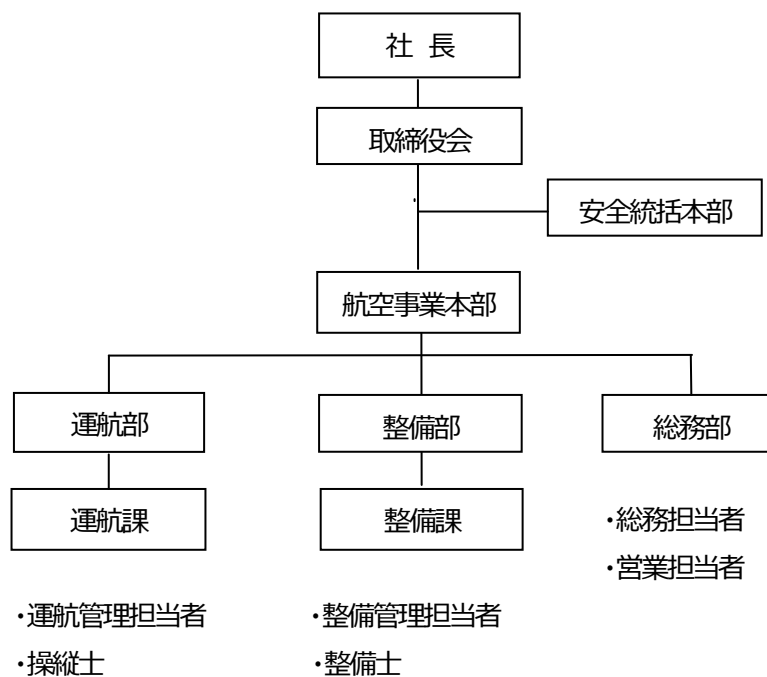 社 長
取締役会
安全統括本部
航空事業本部
運航部
整備部
総務部
運航課
整備課
・総務担当者
・営業担当者
・運航管理担当者
・操縦士
・整備管理担当者
・整備士